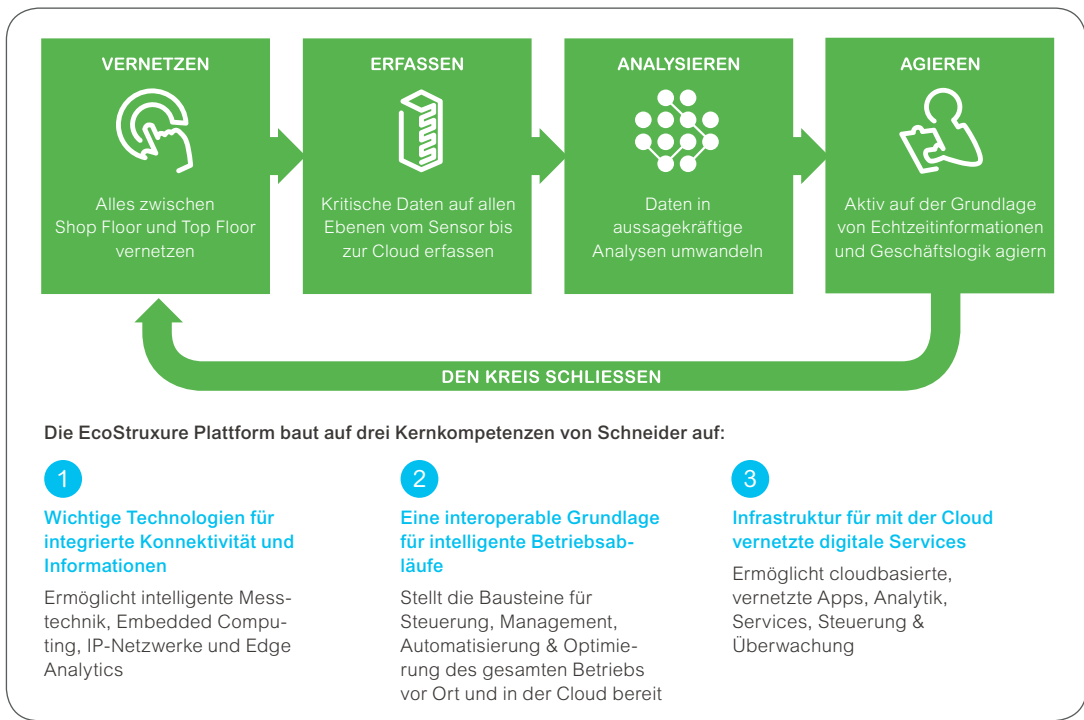 VERNETZEN
Alles zwischen
Shop Floor und Top Floor
vernetzen
ERFASSEN
Kritische Daten auf allen
Ebenen vom Sensor bis
zur Cloud erfassen
ANALYSIEREN
Daten in
aussagekräftige
Analysen umwandeln
AGIEREN
Aktiv auf der Grundlage
von Echtzeitinformationen
und Geschäftslogik agiern
DEN KREIS SCHLIESSEN
Die EcoStruxure Plattform baut auf drei Kernkompetenzen von Schneider auf:
1
Wichtige Technologien für
integrierte Konnektivität und
Informationen
Ermöglicht intelligente Mess-
technik, Embedded Compu-
ting, IP-Netzwerke und Edge
Analytics
2
Eine interoperable Grundlage
für intelligente Betriebsab-
läufe
Stellt die Bausteine für
Steuerung, Management,
Automatisierung & Optimie-
rung des gesamten Betriebs
vor Ort und in der Cloud bereit
3
Infrastruktur für mit der Cloud
vernetzte digitale Services
Ermöglicht cloudbasierte,
vernetzte Apps, Analytik,
Services, Steuerung &
Überwachung